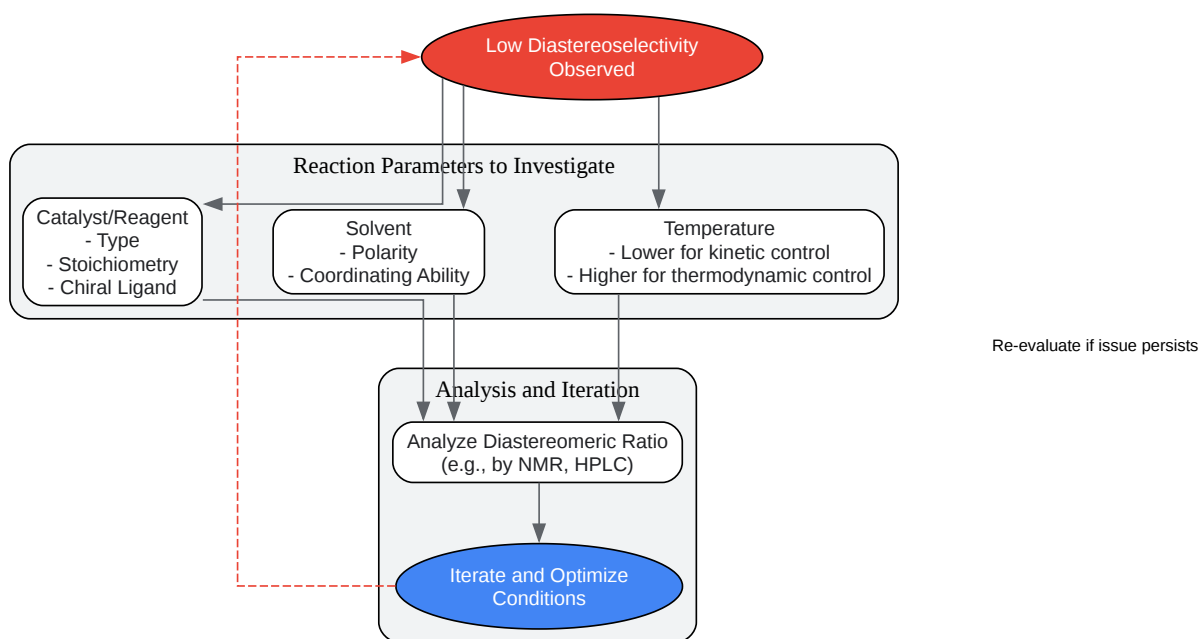 Low Diastereoselectivity
Observed
Reaction Parameters to Investigate
Catalyst/Reagent
- Type
- Stoichiometry
- Chiral Ligand
Solvent
- Polarity
- Coordinating Ability
Temperature
- Lower for kinetic control
- Higher for thermodynamic control
Re-evaluate if issue persists
Analysis and Iteration
Analyze Diastereomeric Ratio
(e.g., by NMR, HPLC)
Iterate and Optimize
Conditions